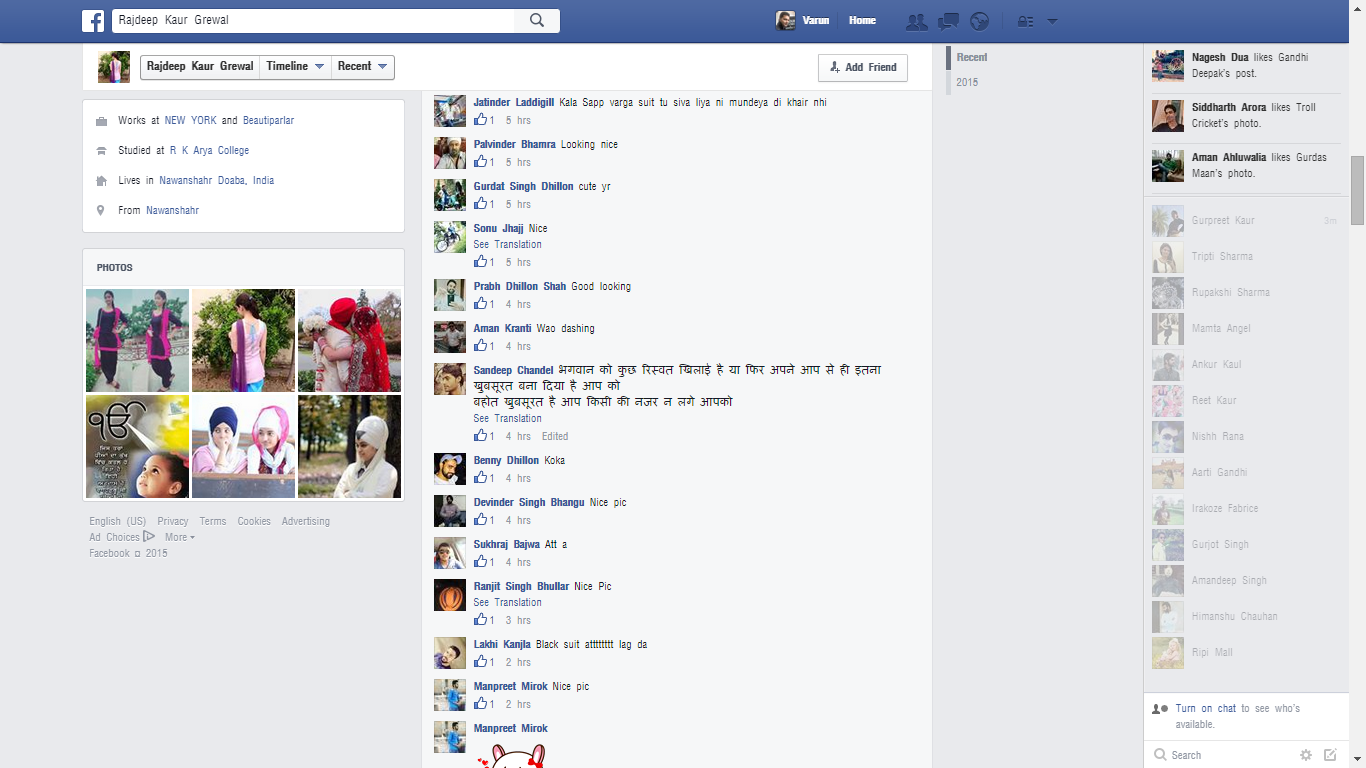 Rajdeep Kaur Grewal
Varun
Home
Rajdeep Kaur Grewal
Timeline
Recent
Add Friend
Works at NEW YORK and Beautiparlar
Studied at R K Arya College
Lives in Nawanshahr Doaba, India
From Nawanshahr
PHOTOS
ੴ
English (US) Privacy Terms Cookies Advertising
Ad Choices More
Facebook © 2015
Jatinder Laddigill Kala Sapp varga suit tu siva liya ni mundeya di khair nhi
1 5 hrs
Palvinder Bhamra Looking nice
1 5 hrs
Gurdat Singh Dhillon cute yr
1 5 hrs
Sonu Jhajj Nice
See Translation
1 5 hrs
Prabh Dhillon Shah Good looking
1 4 hrs
Aman Kranti Wao dashing
1 4 hrs
Sandeep Chandel भगवान को कुछ रिस्वत खिलाई है या फिर अपने आप से ही इतना
खुबसूरत बना दिया है आप को
बहोत खुबसूरत है आप किसी की नजर न लगे आपको
See Translation
1 4 hrs Edited
Benny Dhillon Koka
1 4 hrs
Devinder Singh Bhangu Nice pic
1 4 hrs
Sukhraj Bajwa Att a
1 4 hrs
Ranjit Singh Bhullar Nice Pic
See Translation
1 3 hrs
Lakhi Kanjla Black suit attttttttt lag da
1 2 hrs
Manpreet Mirok Nice pic
1 2 hrs
Manpreet Mirok
Recent
2015
Nagesh Dua likes Gandhi
Deepak's post.
Siddharth Arora likes Troll
Cricket's photo.
Aman Ahluwalia likes Gurdas
Maan's photo.
Gurpreet Kaur 3m
Tripti Sharma
Rupakshi Sharma
Mamta Angel
Ankur Kaul
Reet Kaur
Nishh Rana
Aarti Gandhi
Irakoze Fabrice
Gurjot Singh
Amandeep Singh
Himanshu Chauhan
Ripi Mall
Turn on chat to see who's
available.
Search